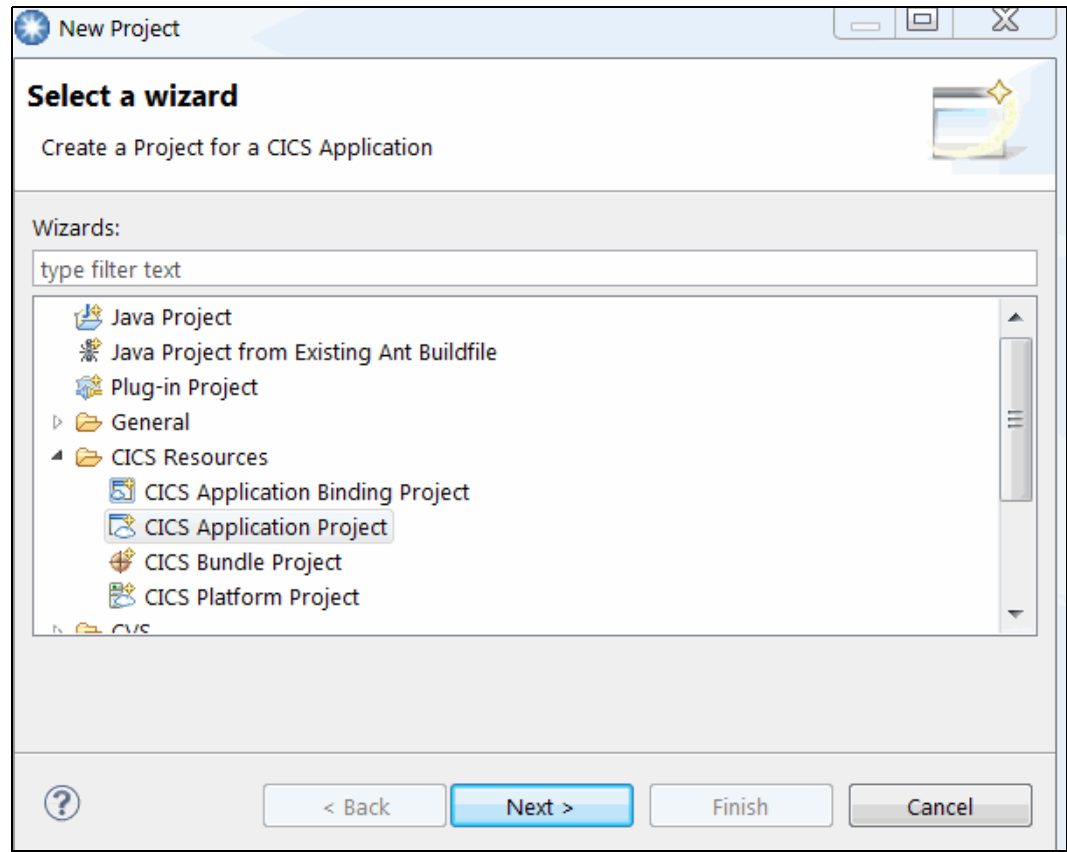 New Project
Select a wizard
Create a Project for a CICS Application
Wizards:
type filter text
Java Project
Java Project from Existing Ant Buildfile
Plug-in Project
General
CICS Resources
CICS Application Binding Project
CICS Application Project
CICS Bundle Project
CICS Platform Project
CVS
?
< Back Next > Finish Cancel